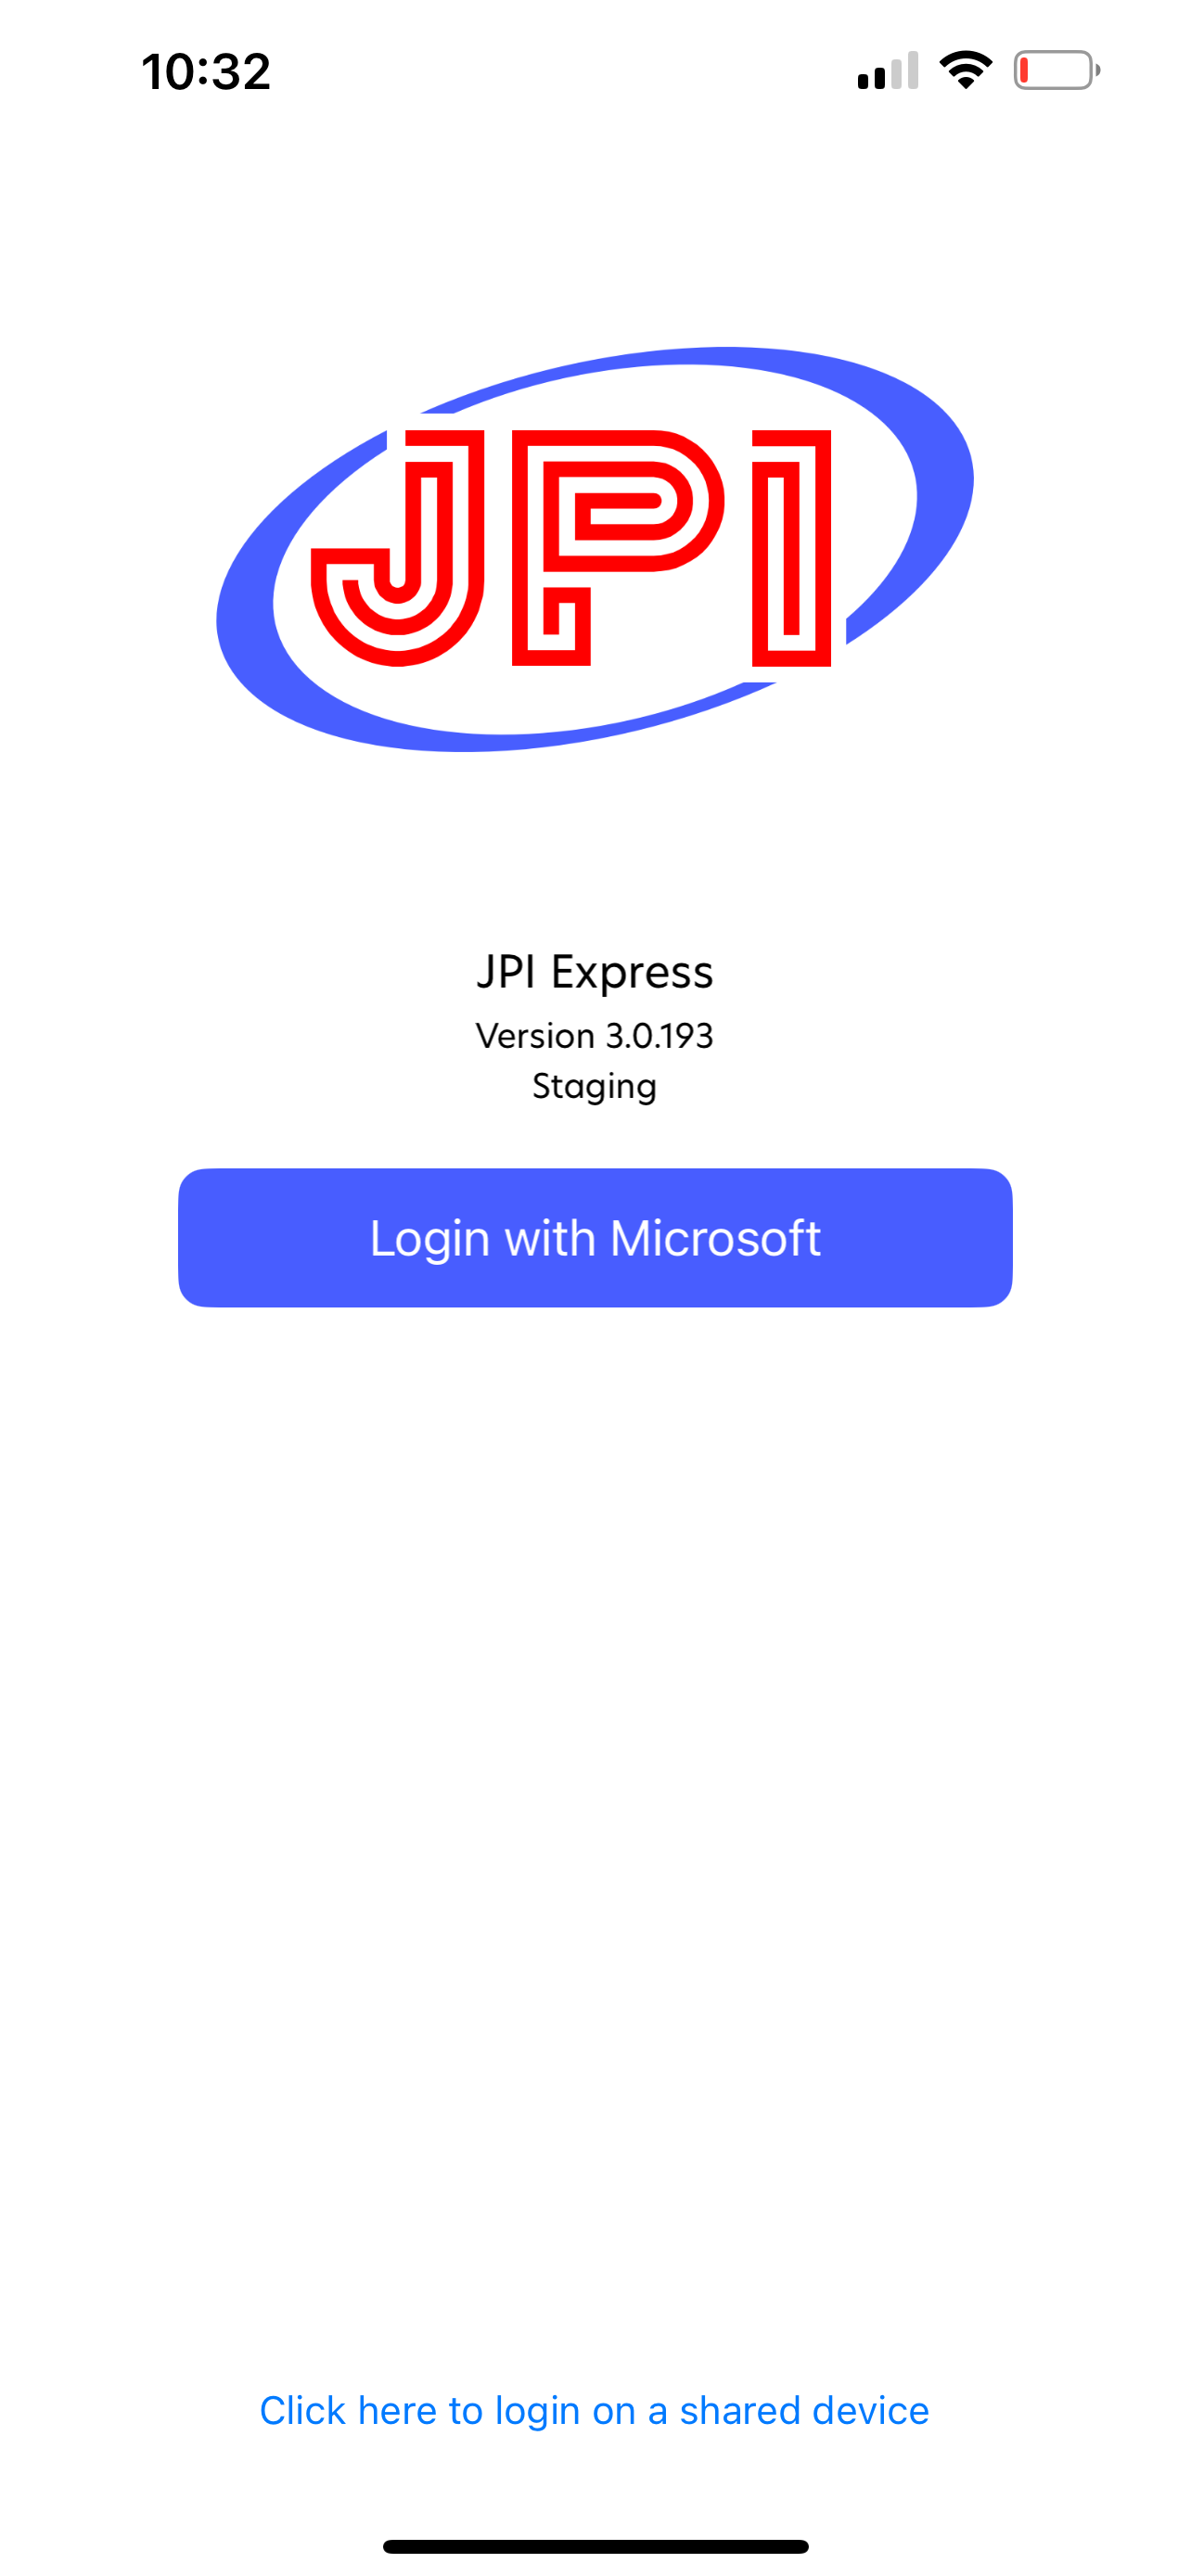 10:32
JPI
JPI Express
Version 3.0.193
Staging
Login with Microsoft
Click here to login on a shared device